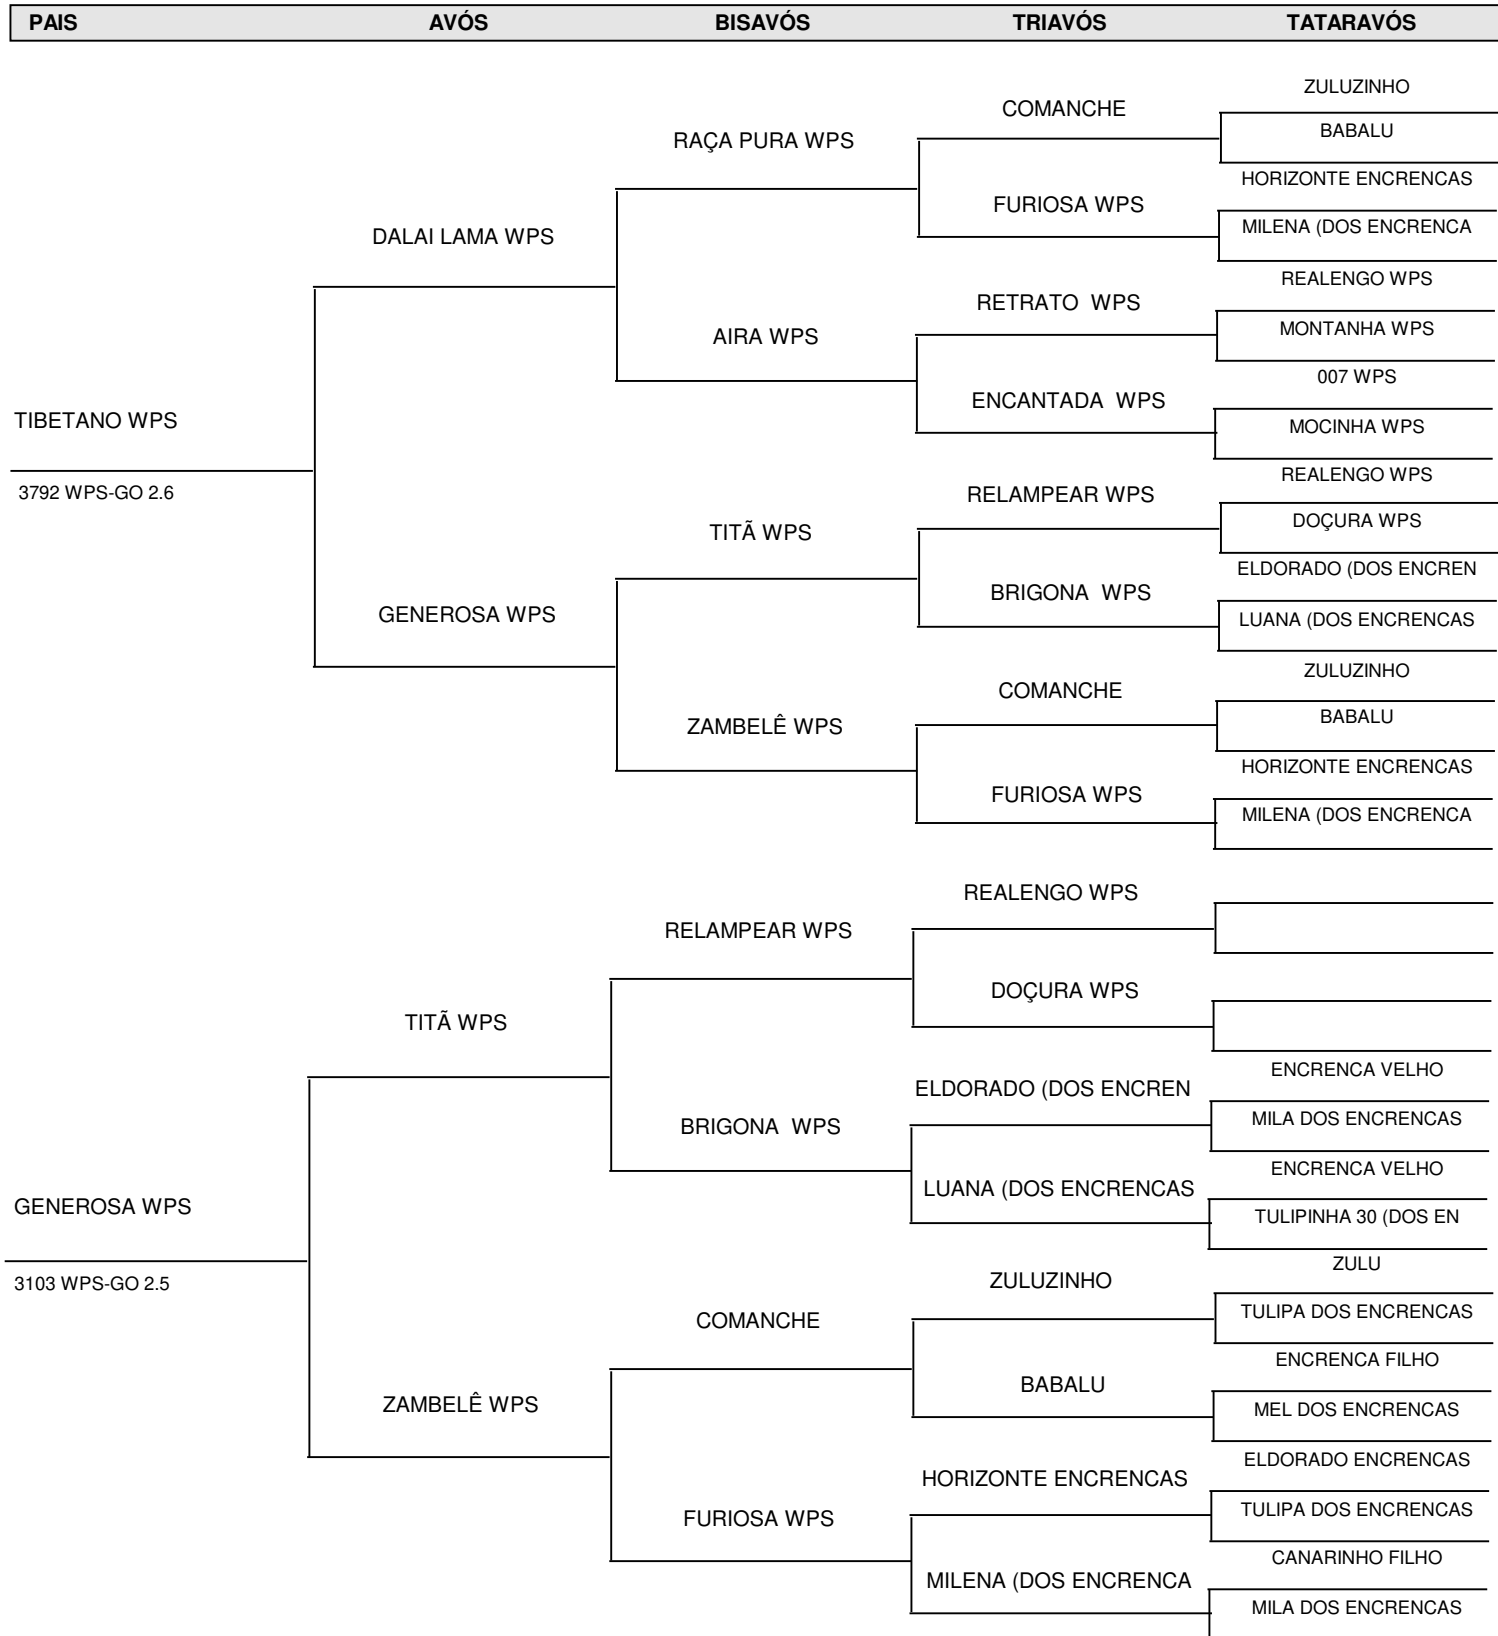 PAIS AVÓS BISAVÓS TRIAVÓS TATARAVÓS
ZULUZINHO
COMANCHE
BABALU
RAÇA PURA WPS
HORIZONTE ENCRENCAS
FURIOSA WPS
MILENA (DOS ENCRENCA
DALAI LAMA WPS
REALENGO WPS
RETRATO WPS
MONTANHA WPS
AIRA WPS
007 WPS
ENCANTADA WPS
TIBETANO WPS
MOCINHA WPS
REALENGO WPS
3792 WPS-GO 2.6
RELAMPEAR WPS
DOÇURA WPS
TITÃ WPS
ELDORADO (DOS ENCREN
BRIGONA WPS
GENEROSA WPS
LUANA (DOS ENCRENCAS
ZULUZINHO
COMANCHE
BABALU
ZAMBELÊ WPS
HORIZONTE ENCRENCAS
FURIOSA WPS
MILENA (DOS ENCRENCA
REALENGO WPS
RELAMPEAR WPS
DOÇURA WPS
TITÃ WPS
ENCRENCA VELHO
ELDORADO (DOS ENCREN
MILA DOS ENCRENCAS
BRIGONA WPS
ENCRENCA VELHO
LUANA (DOS ENCRENCAS
GENEROSA WPS
TULIPINHA 30 (DOS EN
ZULU
3103 WPS-GO 2.5
ZULUZINHO
TULIPA DOS ENCRENCAS
COMANCHE
ENCRENCA FILHO
BABALU
ZAMBELÊ WPS
MEL DOS ENCRENCAS
ELDORADO ENCRENCAS
HORIZONTE ENCRENCAS
TULIPA DOS ENCRENCAS
FURIOSA WPS
CANARINHO FILHO
MILENA (DOS ENCRENCA
MILA DOS ENCRENCAS